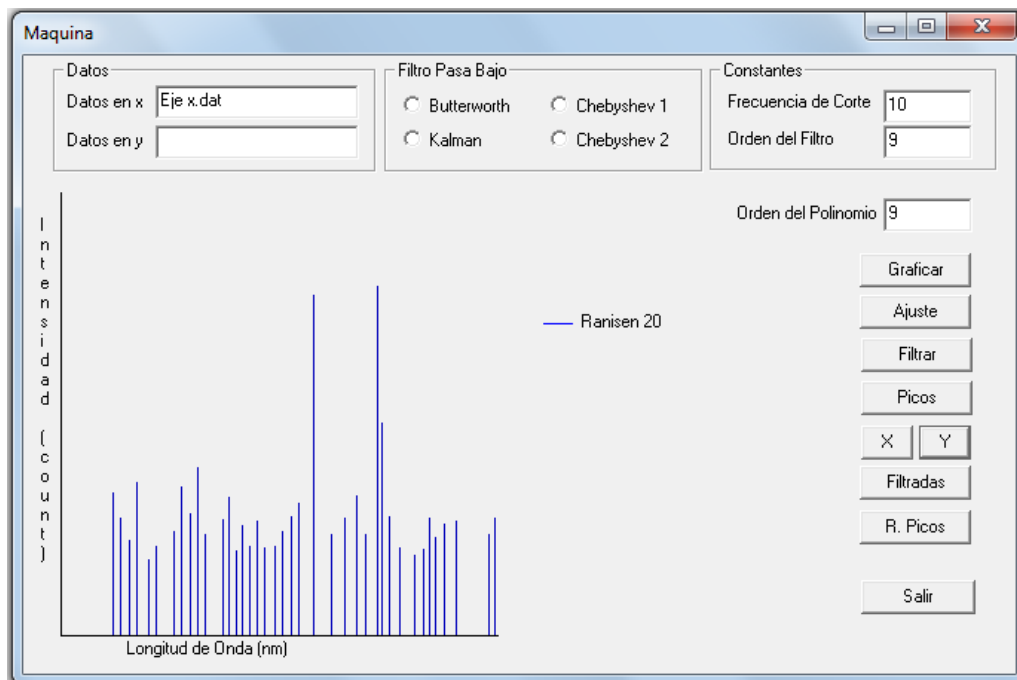 Maquina
Datos
Datos en x Eje x.dat
Datos en y
Filtro Pasa Bajo
Butterworth Chebyshev 1
Kalman Chebyshev 2
Constantes
Frecuencia de Corte 10
Orden del Filtro 9
Orden del Polinomio 9
Intensidad (count)
Ranisen 20
Longitud de Onda (nm)
Graficar
Ajuste
Filtrar
Picos
X Y
Filtradas
R. Picos
Salir